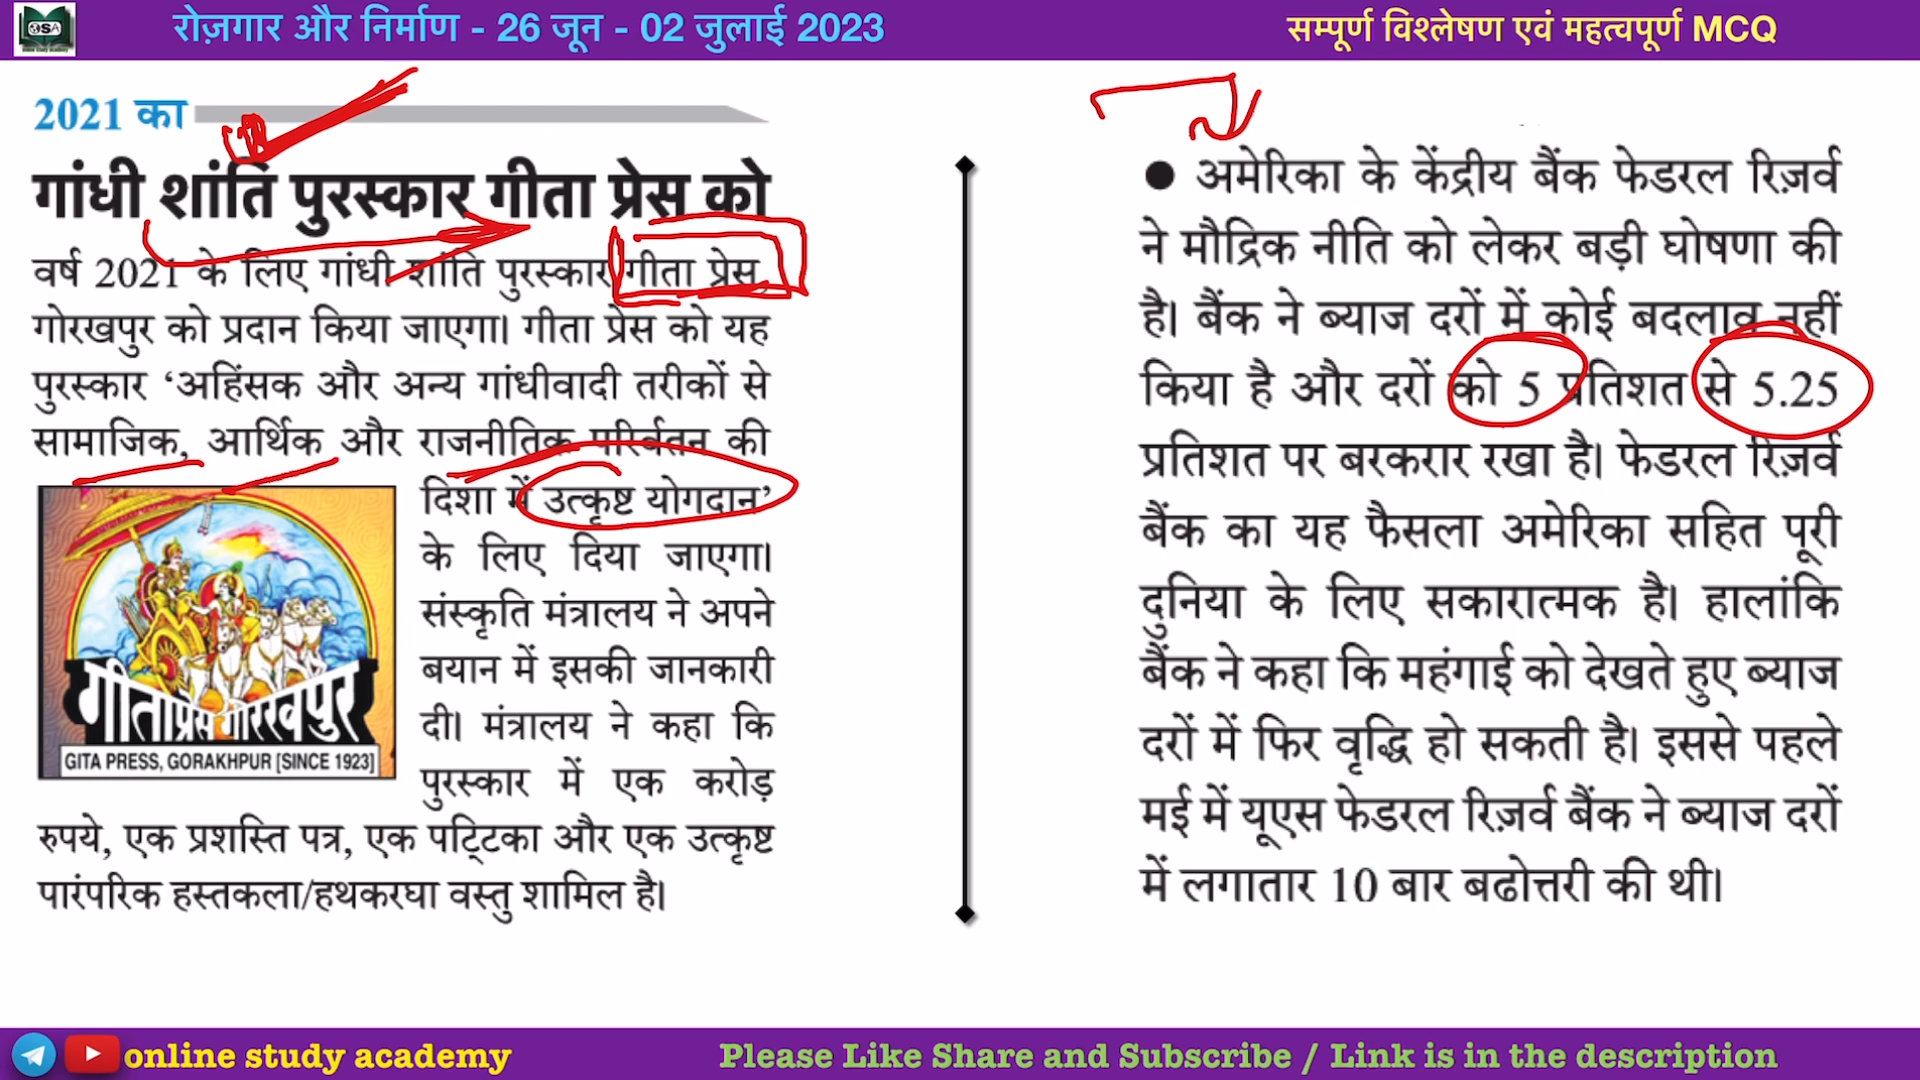 OSA
online study academy
रोज़गार और निर्माण - 26 जून - 02 जुलाई 2023
सम्पूर्ण विश्लेषण एवं महत्वपूर्ण MCQ
2021 का
गांधी शांति पुरस्कार गीता प्रेस को
वर्ष 2021 के लिए गांधी शांति पुरस्कार गीता प्रेस,
गोरखपुर को प्रदान किया जाएगा। गीता प्रेस को यह
पुरस्कार ‘अहिंसक और अन्य गांधीवादी तरीकों से
सामाजिक, आर्थिक और राजनीतिक परिर्वतन की
दिशा में उत्कृष्ट योगदान’
के लिए दिया जाएगा।
संस्कृति मंत्रालय ने अपने
बयान में इसकी जानकारी
दी। मंत्रालय ने कहा कि
पुरस्कार में एक करोड़
रुपये, एक प्रशस्ति पत्र, एक पट्टिका और एक उत्कृष्ट
पारंपरिक हस्तकला/हथकरघा वस्तु शामिल है।
गीताप्रेस गोरखपुर
GITA PRESS, GORAKHPUR [SINCE 1923]
● अमेरिका के केंद्रीय बैंक फेडरल रिज़र्व
ने मौद्रिक नीति को लेकर बड़ी घोषणा की
है। बैंक ने ब्याज दरों में कोई बदलाव नहीं
किया है और दरों को 5 प्रतिशत से 5.25
प्रतिशत पर बरकरार रखा है। फेडरल रिज़र्व
बैंक का यह फैसला अमेरिका सहित पूरी
दुनिया के लिए सकारात्मक है। हालांकि
बैंक ने कहा कि महंगाई को देखते हुए ब्याज
दरों में फिर वृद्धि हो सकती है। इससे पहले
मई में यूएस फेडरल रिज़र्व बैंक ने ब्याज दरों
में लगातार 10 बार बढोत्तरी की थी।
online study academy
Please Like Share and Subscribe / Link is in the description